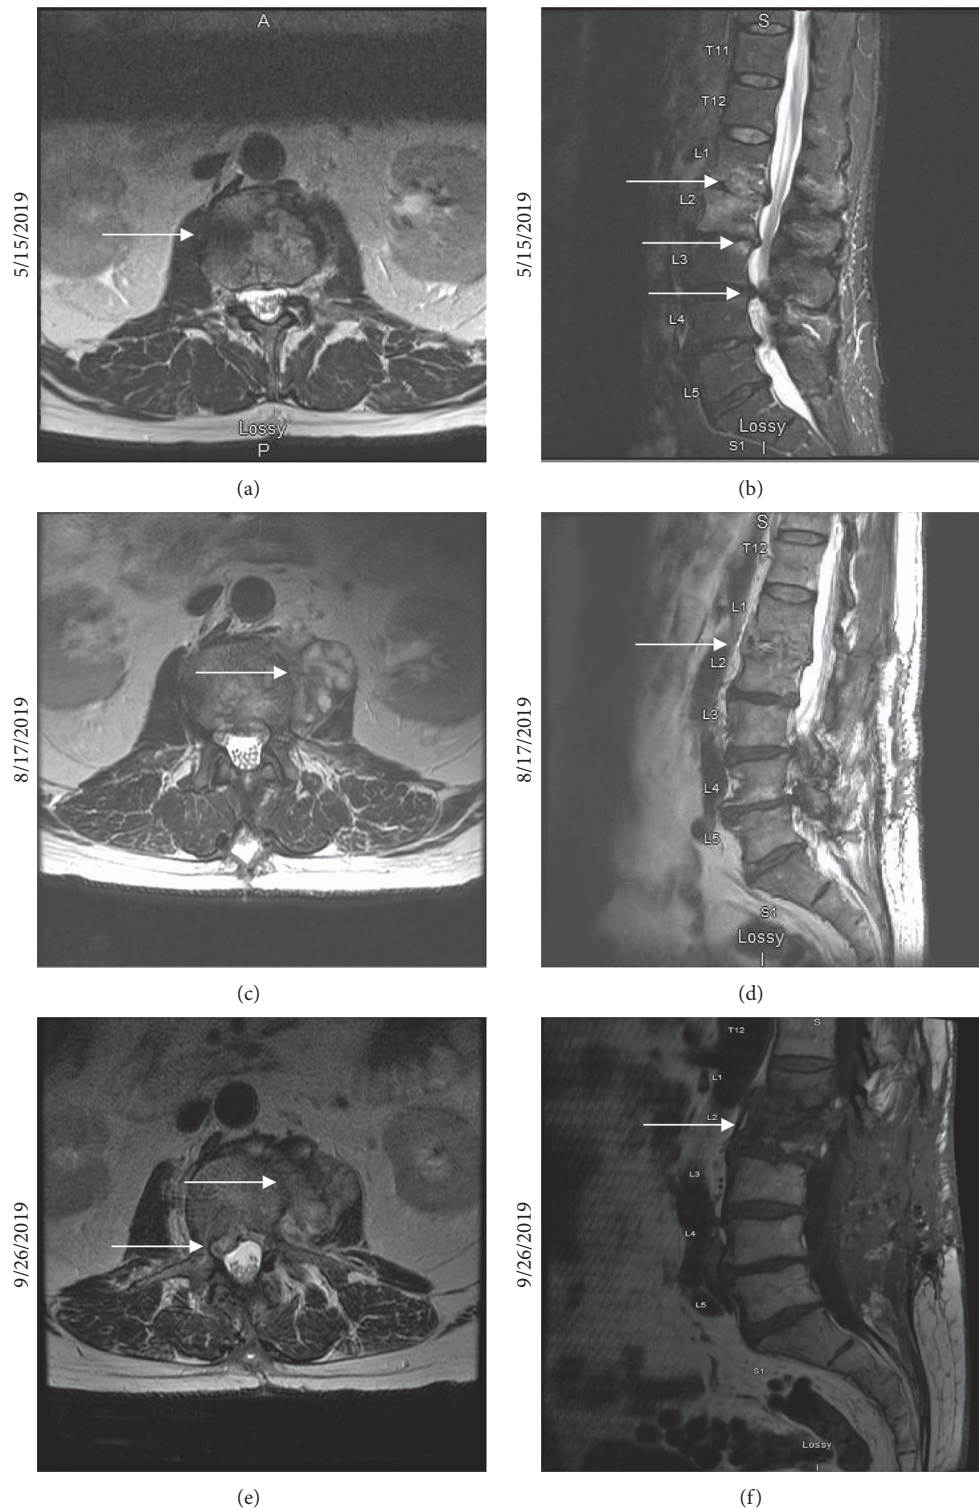 A
S
T11
T12
L1
L2
L3
L4
L5
Lossy
P
Lossy
S1
I
5/15/2019
5/15/2019
(a)
(b)
S
T12
L1
L2
L3
L4
L5
S1
Lossy
I
8/17/2019
8/17/2019
(c)
(d)
T12
S
L1
L2
L3
L4
L5
S1
Lossy
I
9/26/2019
9/26/2019
(e)
(f)